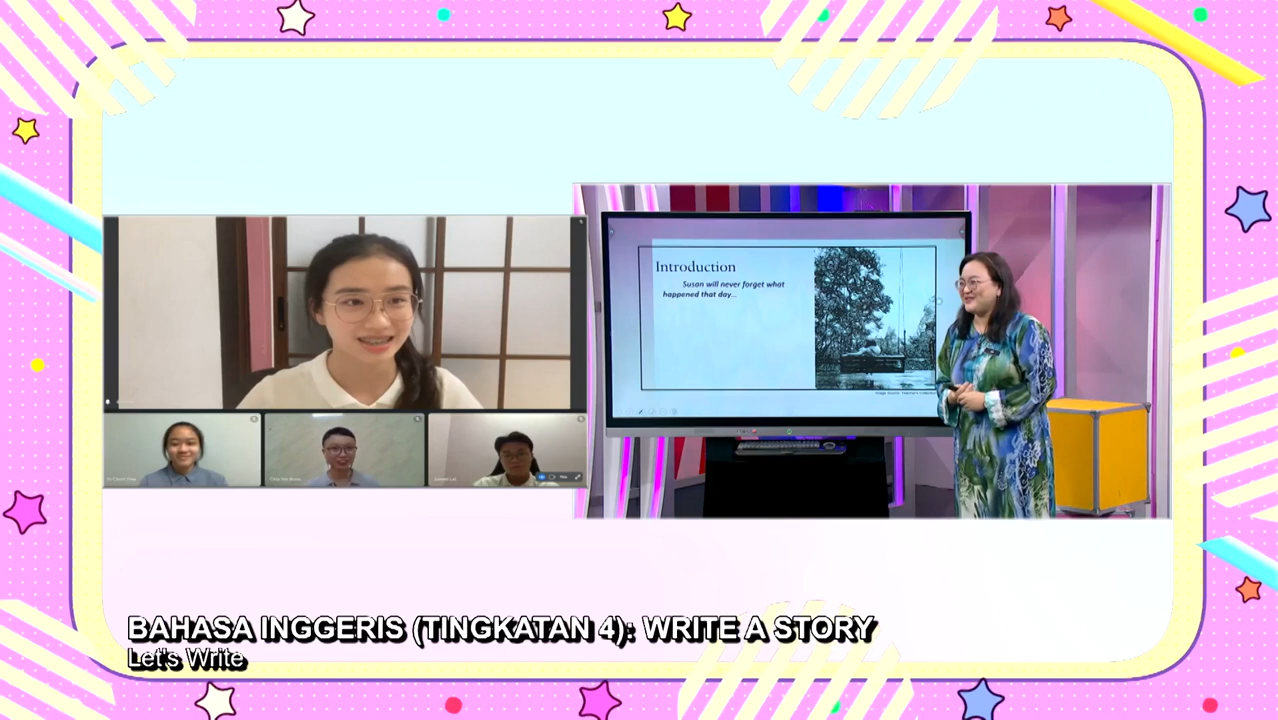 Introduction
Susan will never forget what
happened that day...
BAHASA INGGERIS (TINGKATAN 4): WRITE A STORY
Let's Write